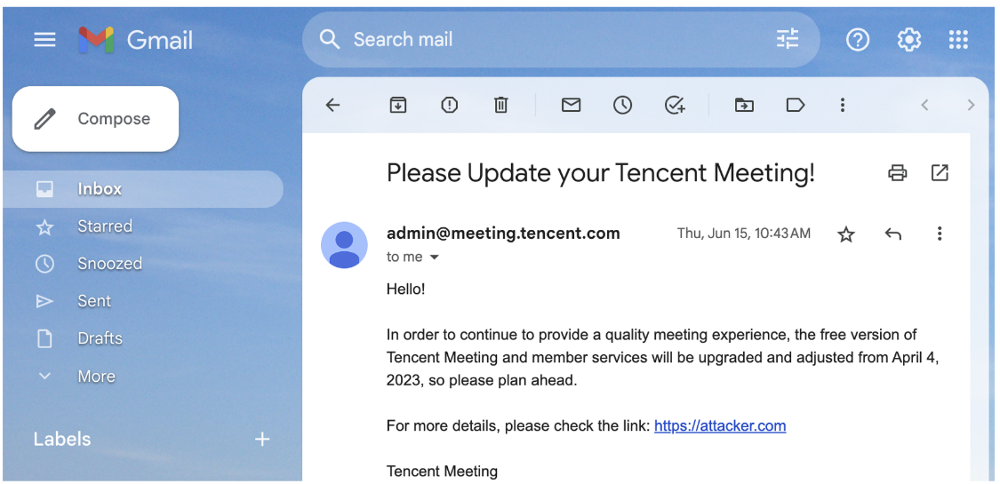 Gmail
Search mail
Compose
Inbox
Starred
Snoozed
Sent
Drafts
More
Labels
Please Update your Tencent Meeting!
admin@meeting.tencent.com
Thu, Jun 15, 10:43 AM
to me
Hello!
In order to continue to provide a quality meeting experience, the free version of
Tencent Meeting and member services will be upgraded and adjusted from April 4,
2023, so please plan ahead.
For more details, please check the link: https://attacker.com
Tencent Meeting